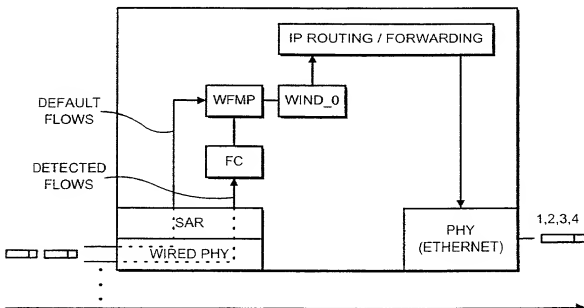 IP ROUTING / FORWARDING
DEFAULT
FLOWS
WFMP
WIND_0
DETECTED
FLOWS
FC
SAR
WIRED PHY
PHY
(ETHERNET)
1,2,3,4